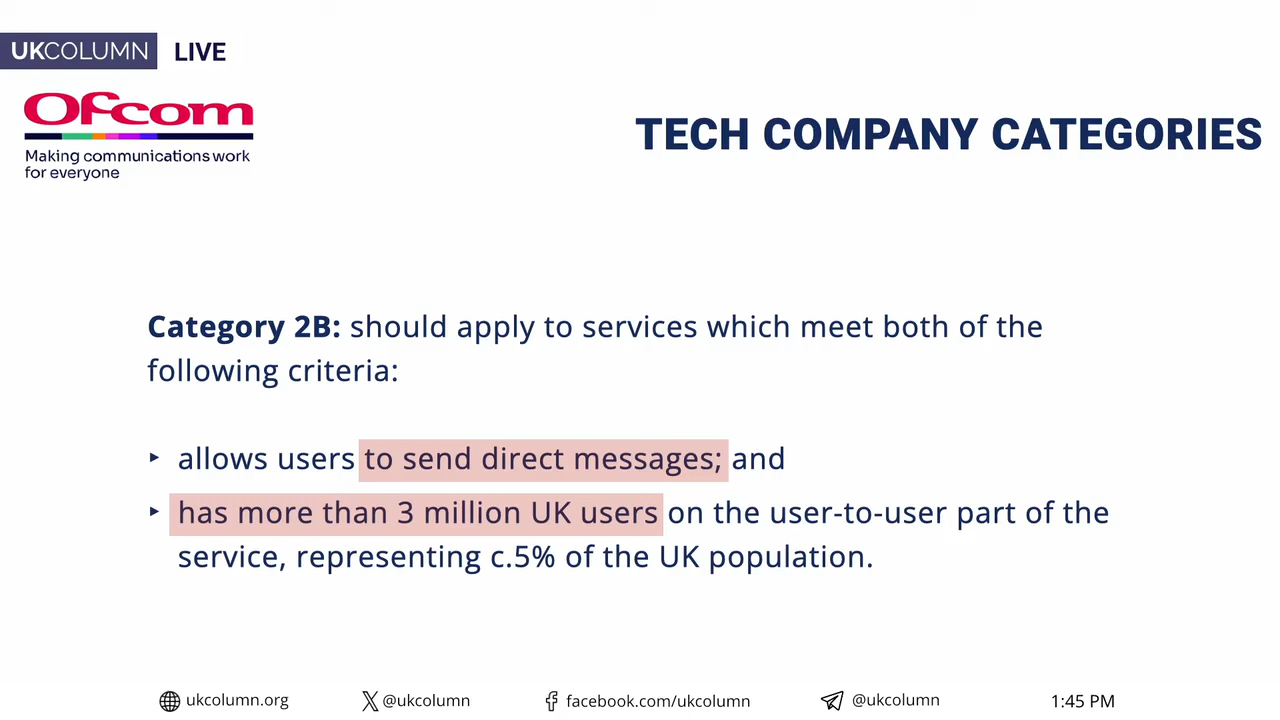 UKCOLUMN LIVE
Ofcom
Making communications work
for everyone
TECH COMPANY CATEGORIES
Category 2B: should apply to services which meet both of the
following criteria:
‣ allows users to send direct messages; and
‣ has more than 3 million UK users on the user-to-user part of the
service, representing c.5% of the UK population.
ukcolumn.org @ukcolumn facebook.com/ukcolumn @ukcolumn 1:45 PM